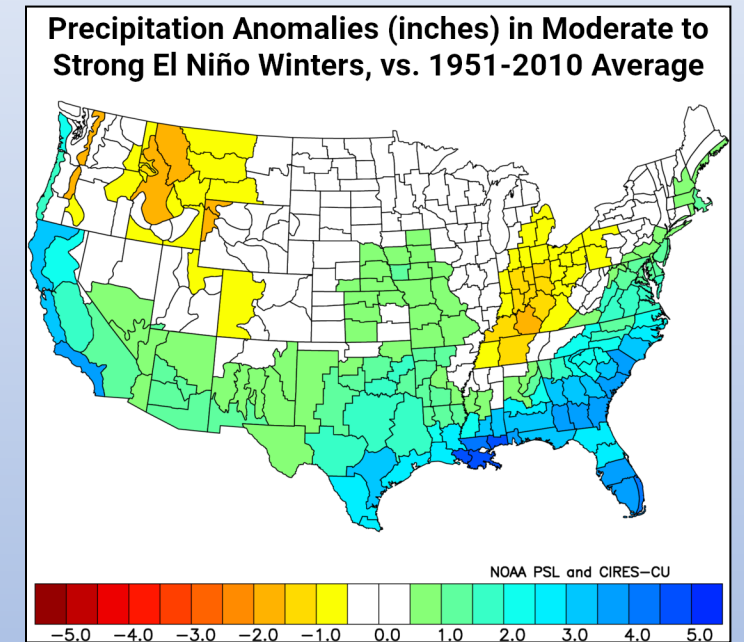 Precipitation Anomalies (inches) in Moderate to
Strong El Niño Winters, vs. 1951-2010 Average
NOAA PSL and CIRES-CU
-5.0 -4.0 -3.0 -2.0 -1.0 0.0 1.0 2.0 3.0 4.0 5.0